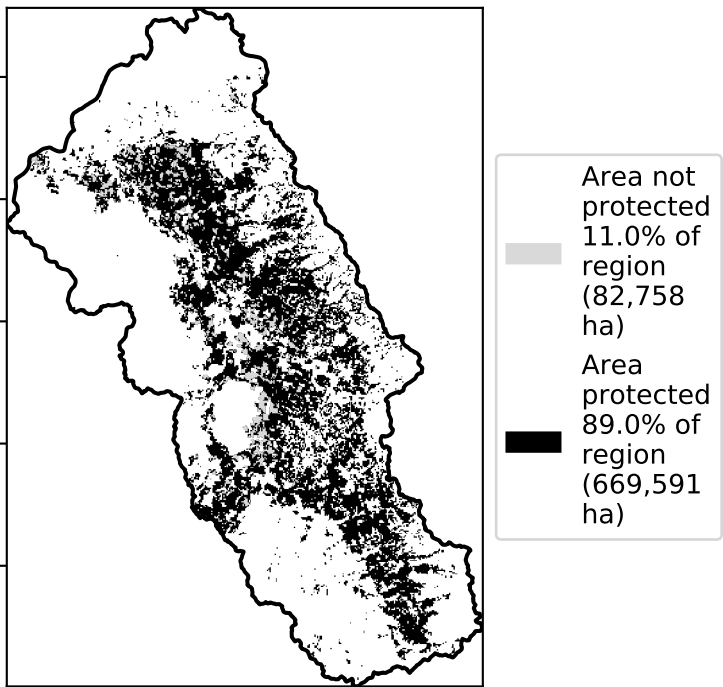 Area not
protected
11.0% of
region
(82,758
ha)
Area
protected
89.0% of
region
(669,591
ha)